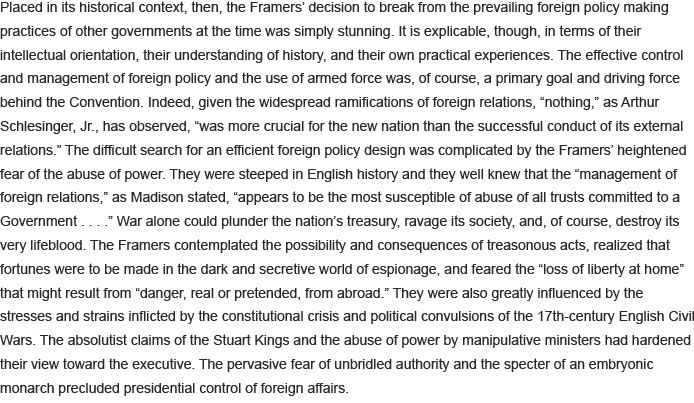 Placed in its historical context, then, the Framers’ decision to break from the prevailing foreign policy making
practices of other governments at the time was simply stunning. It is explicable, though, in terms of their
intellectual orientation, their understanding of history, and their own practical experiences. The effective control
and management of foreign policy and the use of armed force was, of course, a primary goal and driving force
behind the Convention. Indeed, given the widespread ramifications of foreign relations, “nothing,” as Arthur
Schlesinger, Jr., has observed, “was more crucial for the new nation than the successful conduct of its external
relations.” The difficult search for an efficient foreign policy design was complicated by the Framers’ heightened
fear of the abuse of power. They were steeped in English history and they well knew that the “management of
foreign relations,” as Madison stated, “appears to be the most susceptible of abuse of all trusts committed to a
Government . . . .” War alone could plunder the nation’s treasury, ravage its society, and, of course, destroy its
very lifeblood. The Framers contemplated the possibility and consequences of treasonous acts, realized that
fortunes were to be made in the dark and secretive world of espionage, and feared the “loss of liberty at home”
that might result from “danger, real or pretended, from abroad.” They were also greatly influenced by the
stresses and strains inflicted by the constitutional crisis and political convulsions of the 17th-century English Civil
Wars. The absolutist claims of the Stuart Kings and the abuse of power by manipulative ministers had hardened
their view toward the executive. The pervasive fear of unbridled authority and the specter of an embryonic
monarch precluded presidential control of foreign affairs.